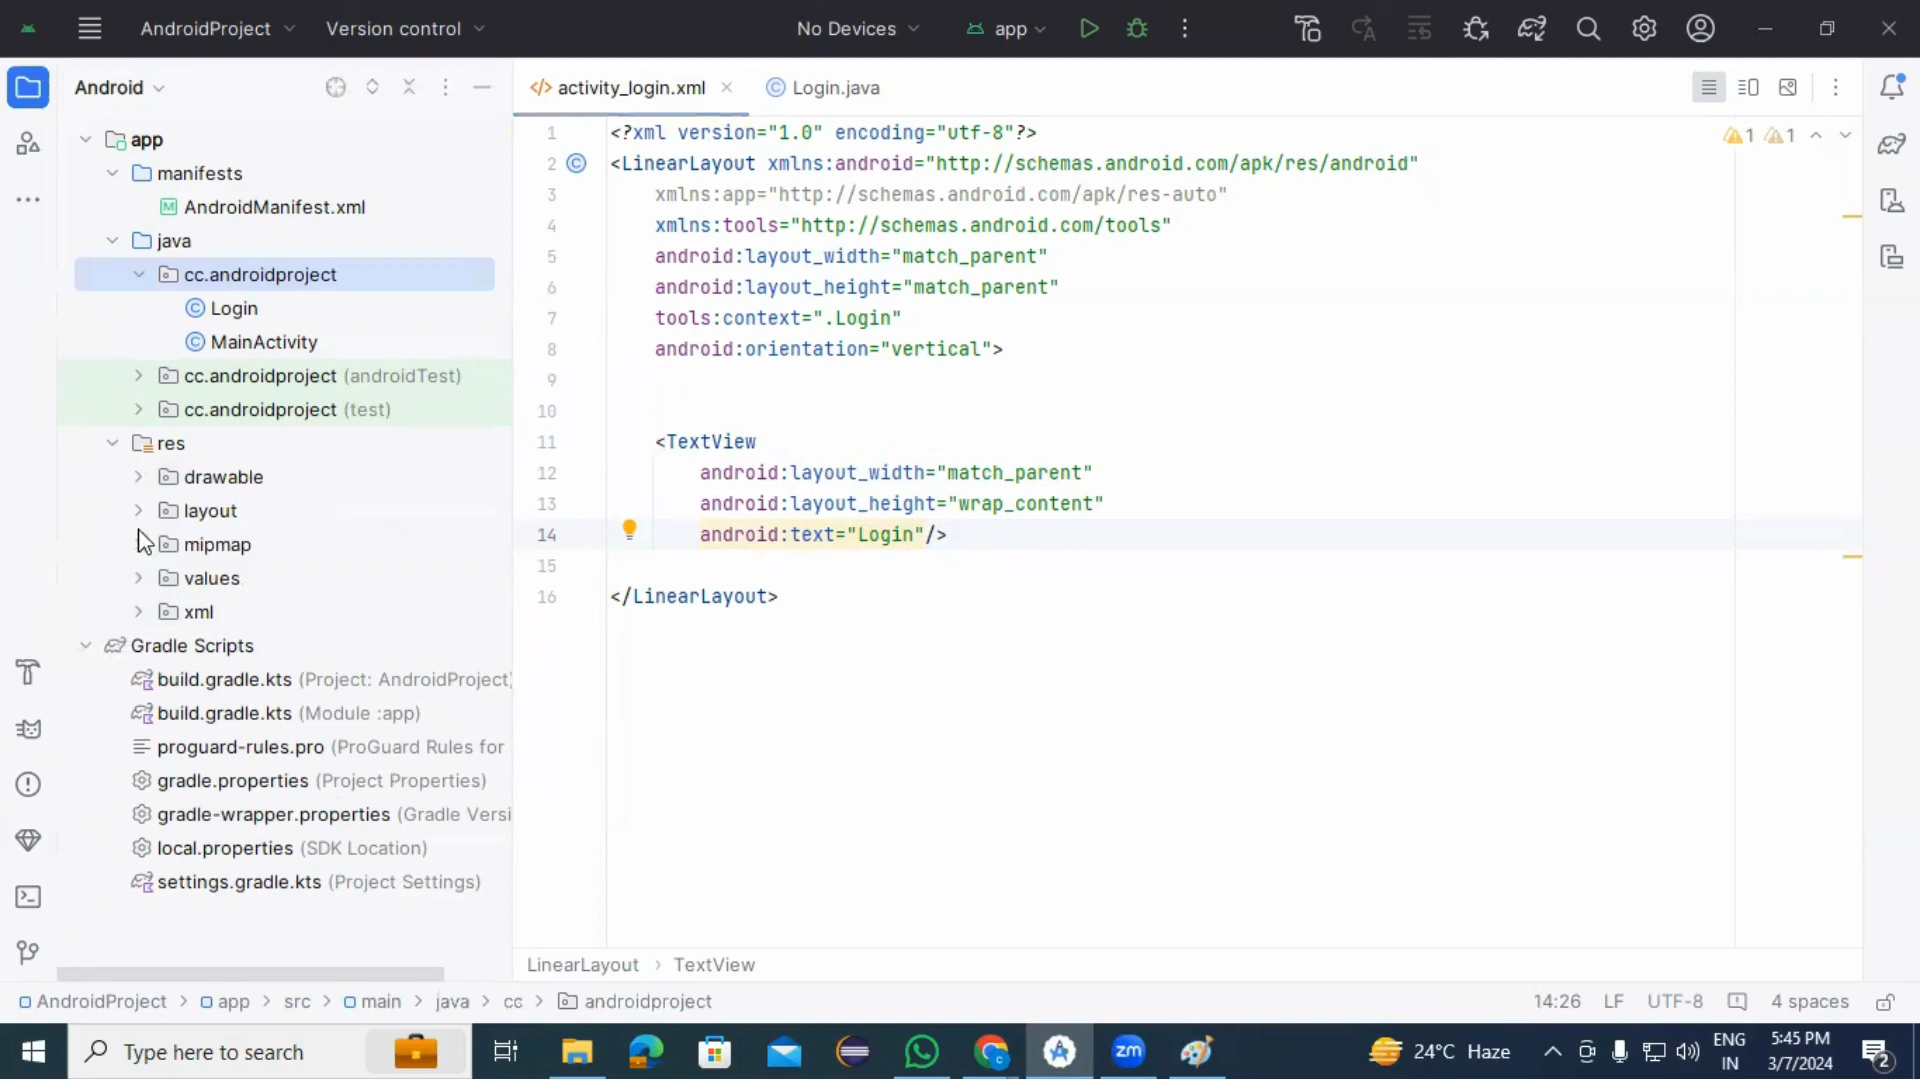 AndroidProject Version control No Devices app
Android
activity_login.xml Login.java
app
manifests
AndroidManifest.xml
java
cc.androidproject
Login
MainActivity
cc.androidproject (androidTest)
cc.androidproject (test)
res
drawable
layout
mipmap
values
xml
Gradle Scripts
build.gradle.kts (Project: AndroidProject)
build.gradle.kts (Module :app)
proguard-rules.pro (ProGuard Rules for
gradle.properties (Project Properties)
gradle-wrapper.properties (Gradle Versi
local.properties (SDK Location)
settings.gradle.kts (Project Settings)
1 <?xml version="1.0" encoding="utf-8"?>
1 1
2 <LinearLayout xmlns:android="http://schemas.android.com/apk/res/android"
3 xmlns:app="http://schemas.android.com/apk/res-auto"
4 xmlns:tools="http://schemas.android.com/tools"
5 android:layout_width="match_parent"
6 android:layout_height="match_parent"
7 tools:context=".Login"
8 android:orientation="vertical">
9
10
11 <TextView
12 android:layout_width="match_parent"
13 android:layout_height="wrap_content"
14 android:text="Login"/>
15
16 </LinearLayout>
LinearLayout > TextView
AndroidProject > app > src > main > java > cc > androidproject
14:26 LF UTF-8 4 spaces
Type here to search
zm
24°C Haze
ENG
IN
5:45 PM
3/7/2024
2